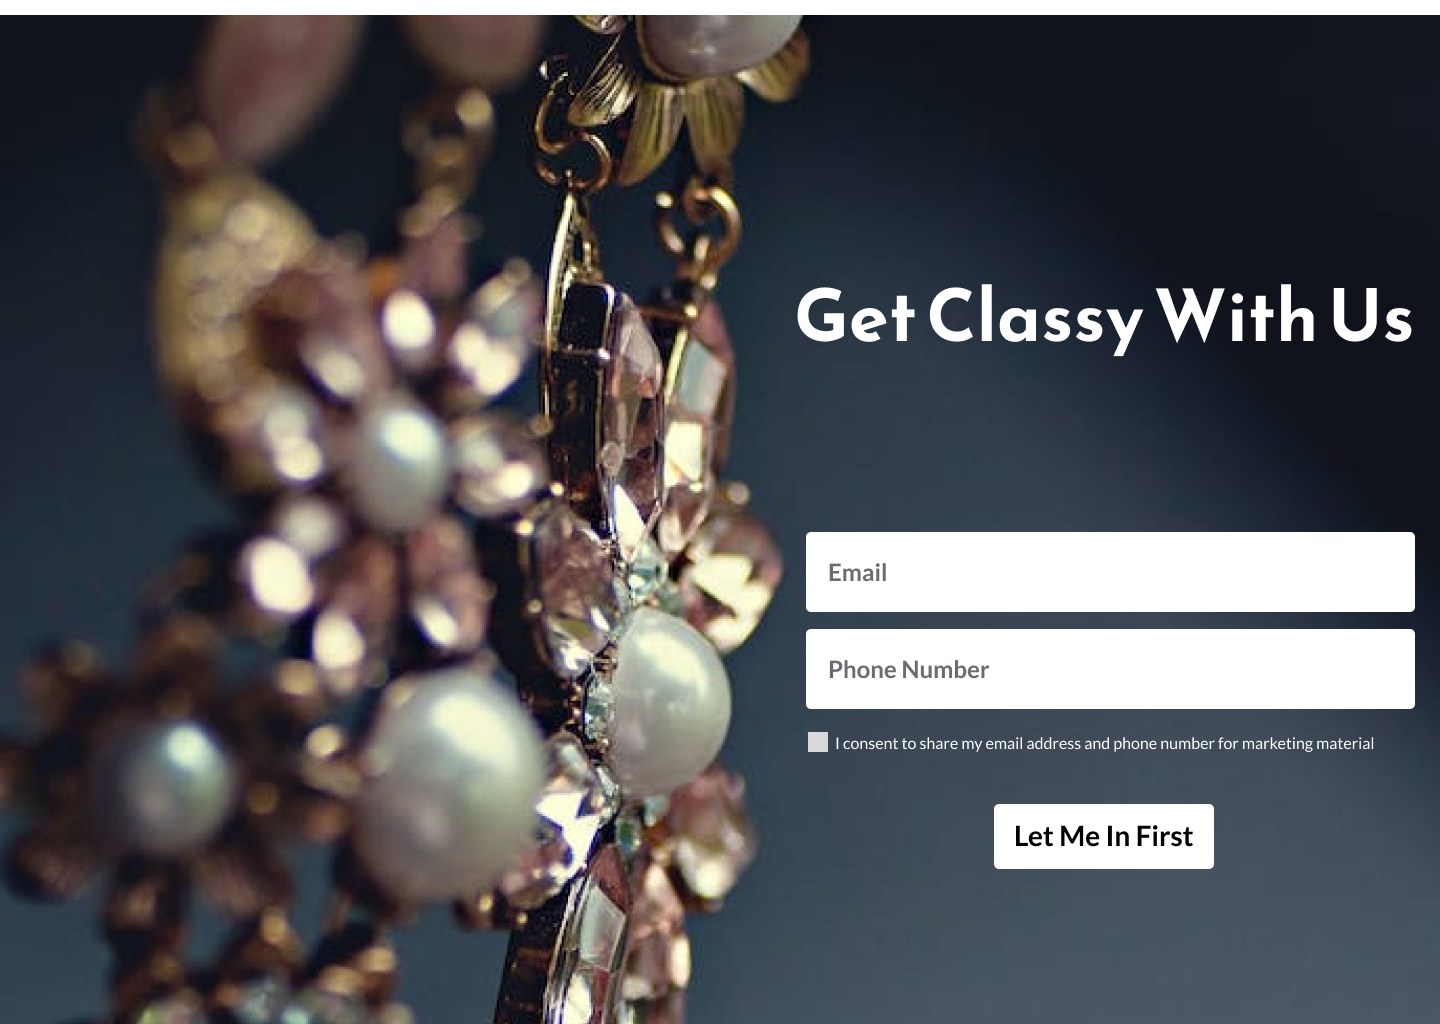 Get Classy With Us
Email
Phone Number
I consent to share my email address and phone number for marketing material
Let Me In First